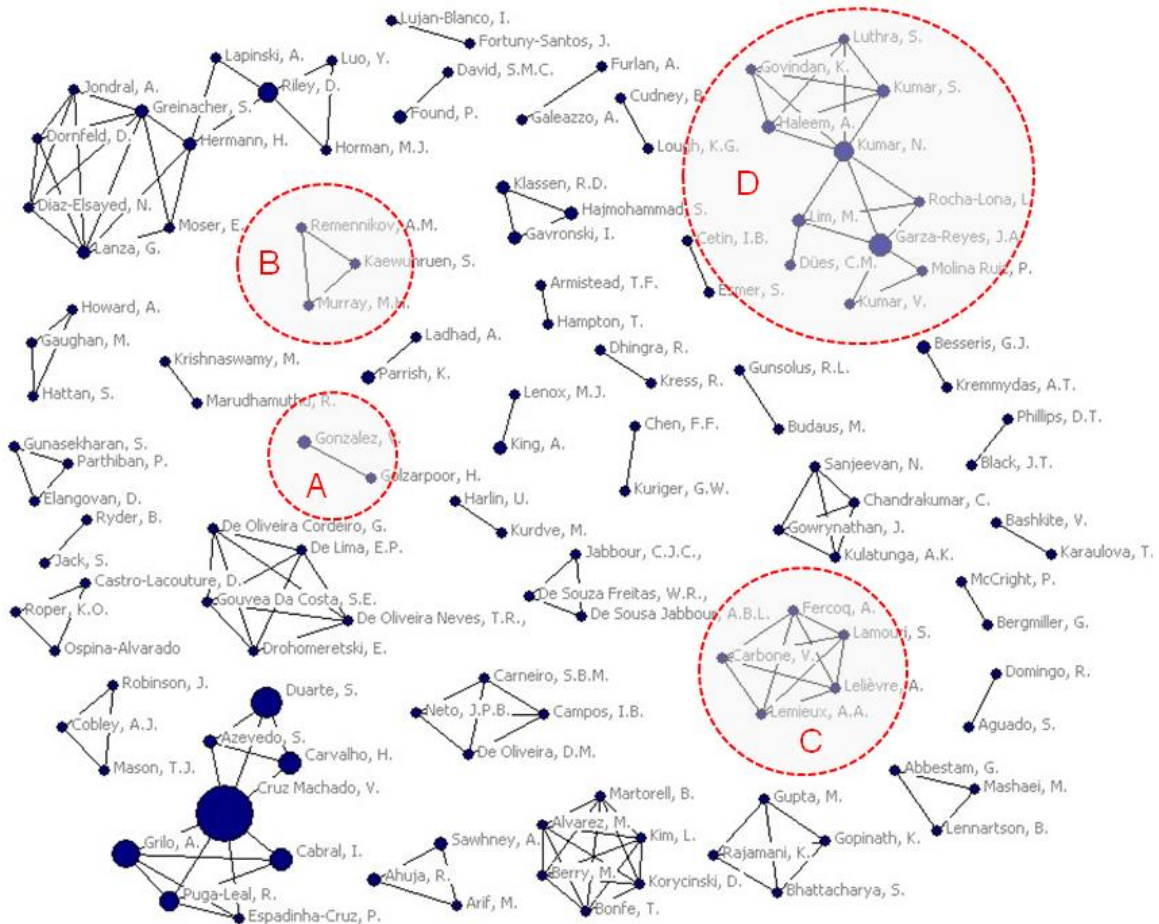 Lujan-Blanco, I.
Fortuny-Santos, J.
Lapinski, A.
Luo, Y.
Riley, D.
Horman, M.J.
David, S.M.C.
Found, P.
Furlan, A.
Galeazzo, A.
Cudney, B.
Lough, K.G.
Luthra, S.
Govindan, K.
Kumar, S.
Haleem, A.
Kumar, N.
D
Rocha-Lona, L
Lim, M.
Garza-Reyes, J.A
Dües, C.M.
Molina Ruiz, P.
Kumar, V.
Jondral, A.
Greinacher, S.
Dornfeld, D.
Hermann, H.
Diaz-Elsayed, N.
Moser, E.
Lanza, G.
Klassen, R.D.
Hajmohammad, S.
Gavronski, I.
Cetin, I.B.
Esmer, S.
Remennikov, A.M.
B
Kaewunruen, S.
Murray, M.H.
Armistead, T.F.
Hampton, T.
Howard, A.
Gaughan, M.
Hattan, S.
Krishnaswamy, M.
Marudhamuthu, R.
Ladhad, A.
Parrish, K.
Dhingra, R.
Kress, R.
Gunsolus, R.L.
Budaus, M.
Besseris, G.J.
Kremmydas, A.T.
Lenox, M.J.
King, A.
Chen, F.F.
Kuriger, G.W.
Phillips, D.T.
Black, J.T.
Gonzalez,
Golzarpoor, H.
A
Gunasekharan, S.
Parthiban, P.
Elangovan, D.
Ryder, B.
Jack, S.
Harlin, U.
Kurdve, M.
Sanjeevan, N.
Chandrakumar, C.
Gowrynathan, J.
Kulatunga, A.K.
Bashkite, V.
Karaulova, T.
Castro-Lacouture, D.
Roper, K.O.
Ospina-Alvarado
De Oliveira Cordeiro, G.
De Lima, E.P.
Gouvea Da Costa, S.E.
De Oliveira Neves, T.R.,
Drohomeretski, E.
Jabbour, C.J.C.,
De Souza Freitas, W.R.,
De Sousa Jabbour, A.B.L.
McCright, P.
Bergmiller, G.
Fercoq, A.
Lamouri, S.
Carbone, V.
Lelièvre, A.
Lemieux, A.A.
C
Domingo, R.
Aguado, S.
Robinson, J.
Cobley, A.J.
Mason, T.J.
Duarte, S.
Azevedo, S.
Carvalho, H.
Cruz Machado, V.
Grilo, A.
Cabral, I.
Puga-Leal, R.
Espadinha-Cruz, P.
Carneiro, S.B.M.
Neto, J.P.B.
Campos, I.B.
De Oliveira, D.M.
Sawhney, A.
Ahuja, R.
Arif, M.
Martorell, B.
Alvarez, M.
Kim, L.
Berry, M.
Korycinski, D.
Bonfe, T.
Gupta, M.
Gopinath, K.
Rajamani, K.
Bhattacharya, S.
Abbestam, G.
Mashaei, M.
Lennartson, B.